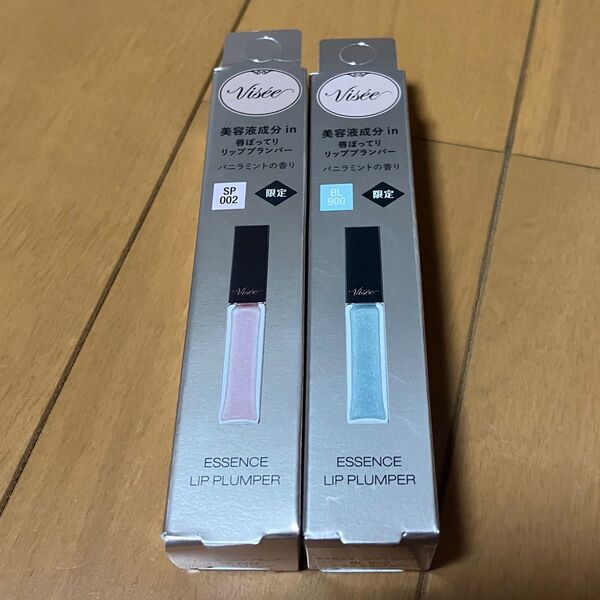 Visée
美容液成分 in
唇ぽってり
リッププランパー
バニラミントの香り
SP
002
限定
Visée
ESSENCE
LIP PLUMPER
Visée
美容液成分 in
唇ぽってり
リッププランパー
バニラミントの香り
BL
900
限定
Visée
ESSENCE
LIP PLUMPER
BL 900